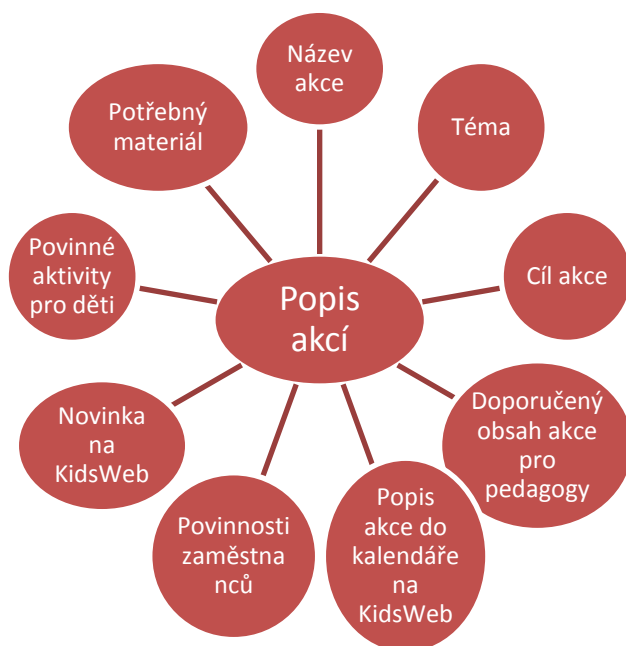 Název
akce
Téma
Cíl akce
Doporučený
obsah akce
pro
pedagogy
Popis
akce do
kalendáře
na
KidsWeb
Povinnosti
zaměstna
nců
Novinka
na
KidsWeb
Povinné
aktivity
pro děti
Potřebný
materiál
Popis
akcí